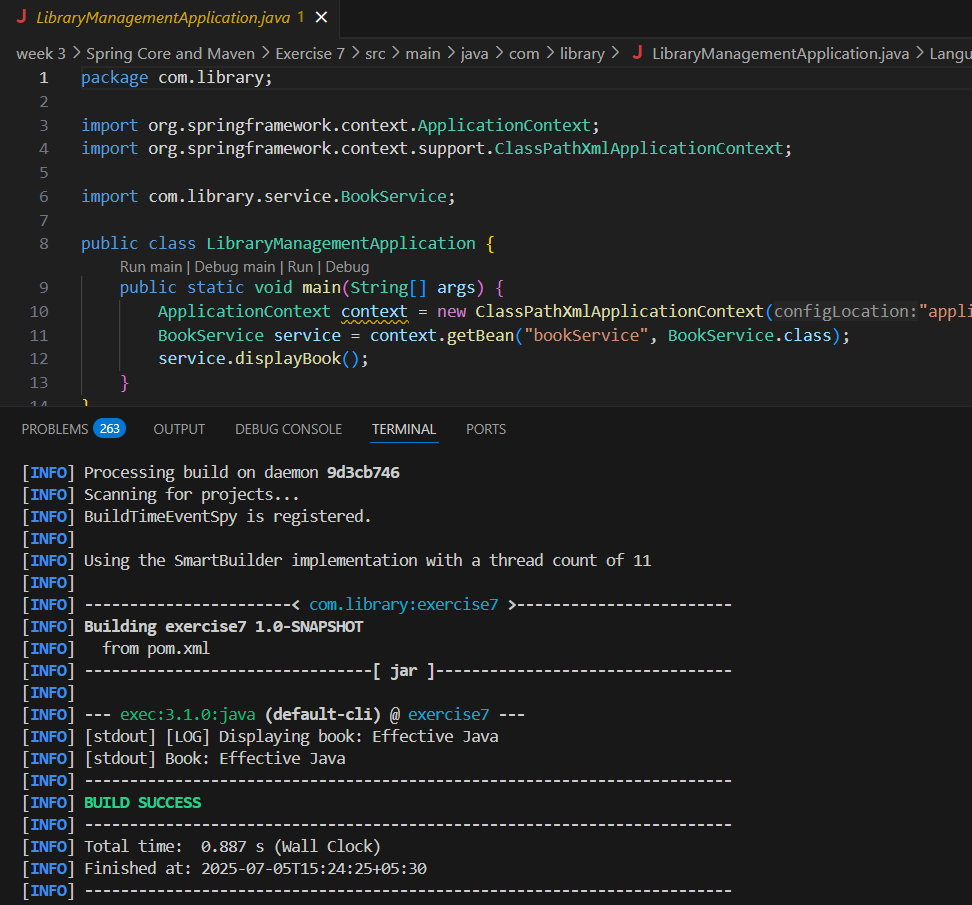 LibraryManagementApplication.java 1
week 3 > Spring Core and Maven > Exercise 7 > src > main > java > com > library > LibraryManagementApplication.java > Langu
1 package com.library;
2
3 import org.springframework.context.ApplicationContext;
4 import org.springframework.context.support.ClassPathXmlApplicationContext;
5
6 import com.library.service.BookService;
7
8 public class LibraryManagementApplication {
Run main | Debug main | Run | Debug
9 public static void main(String[] args) {
10 ApplicationContext context = new ClassPathXmlApplicationContext(configLocation:"appli
11 BookService service = context.getBean("bookService", BookService.class);
12 service.displayBook();
13 }
14 }
PROBLEMS 263 OUTPUT DEBUG CONSOLE TERMINAL PORTS
[INFO] Processing build on daemon 9d3cb746
[INFO] Scanning for projects...
[INFO] BuildTimeEventSpy is registered.
[INFO]
[INFO] Using the SmartBuilder implementation with a thread count of 11
[INFO]
[INFO] -----------------------< com.library:exercise7 >------------------------
[INFO] Building exercise7 1.0-SNAPSHOT
[INFO]   from pom.xml
[INFO] --------------------------------[ jar ]---------------------------------
[INFO]
[INFO] --- exec:3.1.0:java (default-cli) @ exercise7 ---
[INFO] [stdout] [LOG] Displaying book: Effective Java
[INFO] [stdout] Book: Effective Java
[INFO] ------------------------------------------------------------------------
[INFO] BUILD SUCCESS
[INFO] ------------------------------------------------------------------------
[INFO] Total time:  0.887 s (Wall Clock)
[INFO] Finished at: 2025-07-05T15:24:25+05:30
[INFO] ------------------------------------------------------------------------